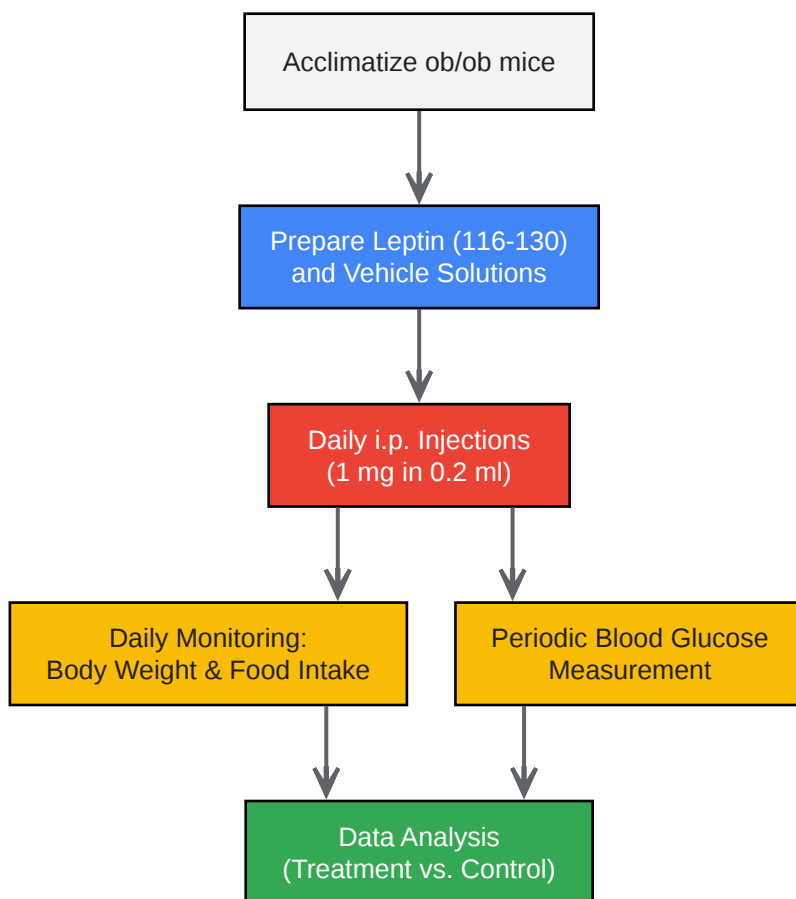 Acclimatize ob/ob mice
Prepare Leptin (116-130)
and Vehicle Solutions
Daily i.p. Injections
(1 mg in 0.2 ml)
Daily Monitoring:
Body Weight & Food Intake
Periodic Blood Glucose
Measurement
Data Analysis
(Treatment vs. Control)